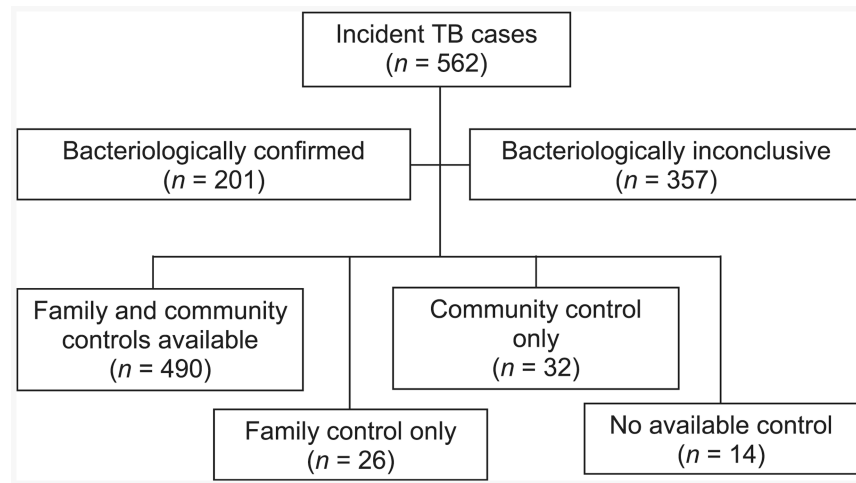 Incident TB cases
(n = 562)
Bacteriologically confirmed
(n = 201)
Bacteriologically inconclusive
(n = 357)
Family and community
controls available
(n = 490)
Community control
only
(n = 32)
Family control only
(n = 26)
No available control
(n = 14)